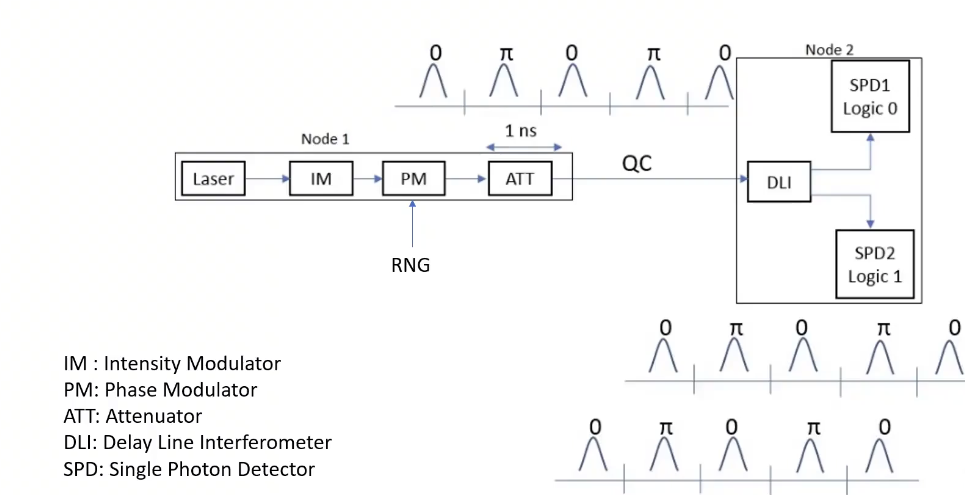 0 π 0 π 0
Node 2
SPD1
Logic 0
Node 1
1 ns
QC
Laser
IM
PM
ATT
DLI
RNG
SPD2
Logic 1
0 π 0 π 0
IM : Intensity Modulator
PM: Phase Modulator
ATT: Attenuator
DLI: Delay Line Interferometer
SPD: Single Photon Detector
0 π 0 π 0